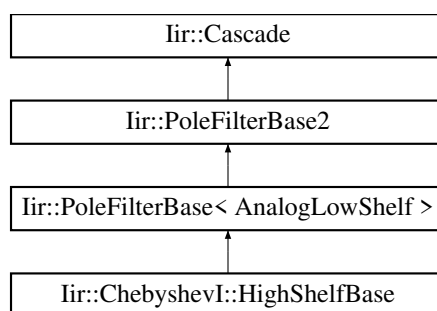 Iir::Cascade
Iir::PoleFilterBase2
Iir::PoleFilterBase< AnalogLowShelf >
Iir::ChebyshevI::HighShelfBase